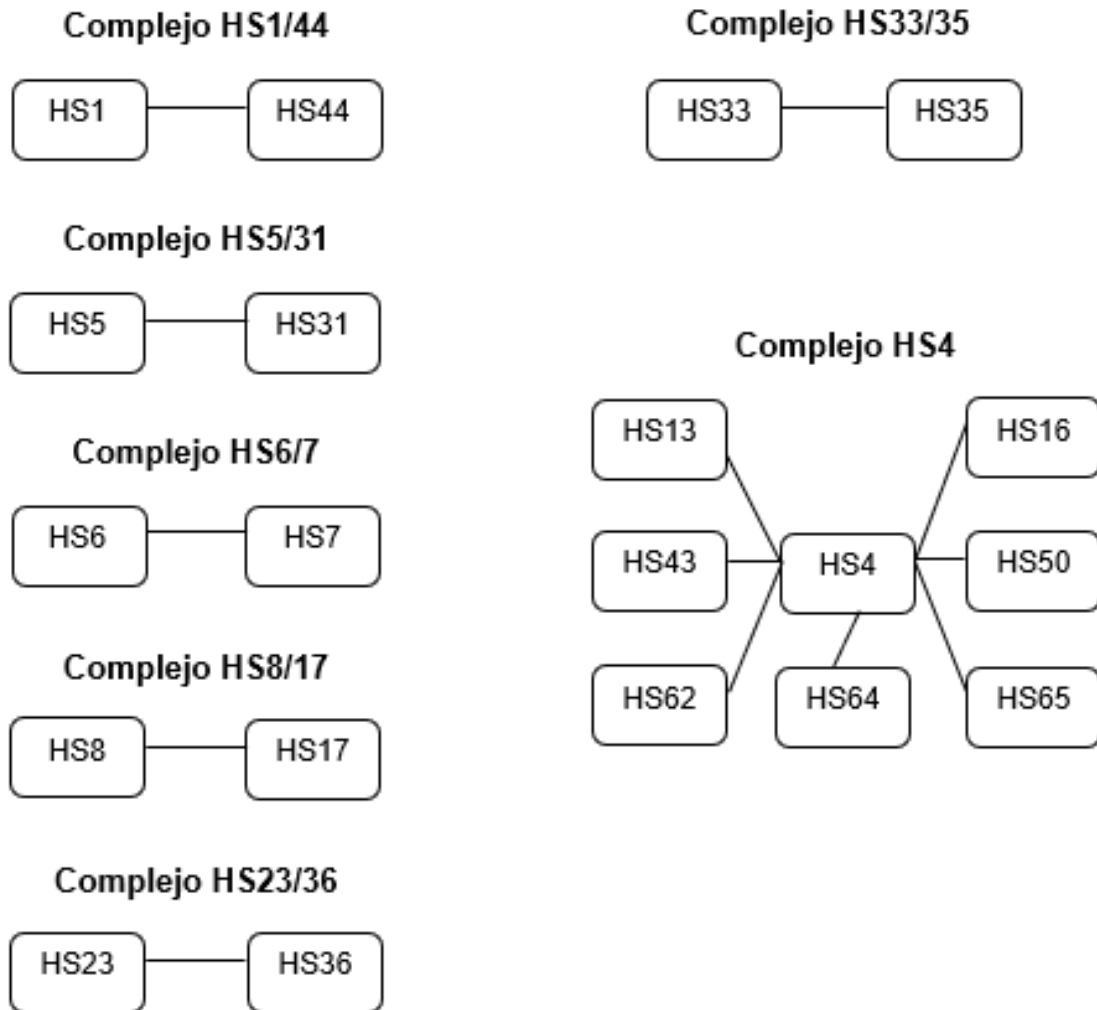 Complejo HS1/44
HS1
HS44
Complejo HS5/31
HS5
HS31
Complejo HS6/7
HS6
HS7
Complejo HS8/17
HS8
HS17
Complejo HS23/36
HS23
HS36
Complejo HS33/35
HS33
HS35
Complejo HS4
HS13
HS16
HS43
HS4
HS50
HS62
HS64
HS65